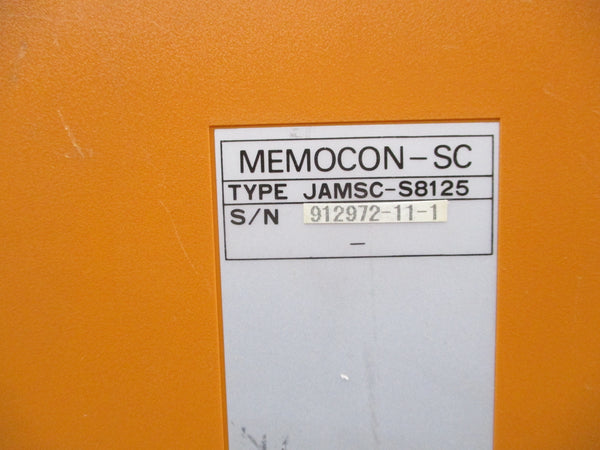 MEMOCON-SC
TYPE JAMSC-S8125
S/N 912972-11-1
-